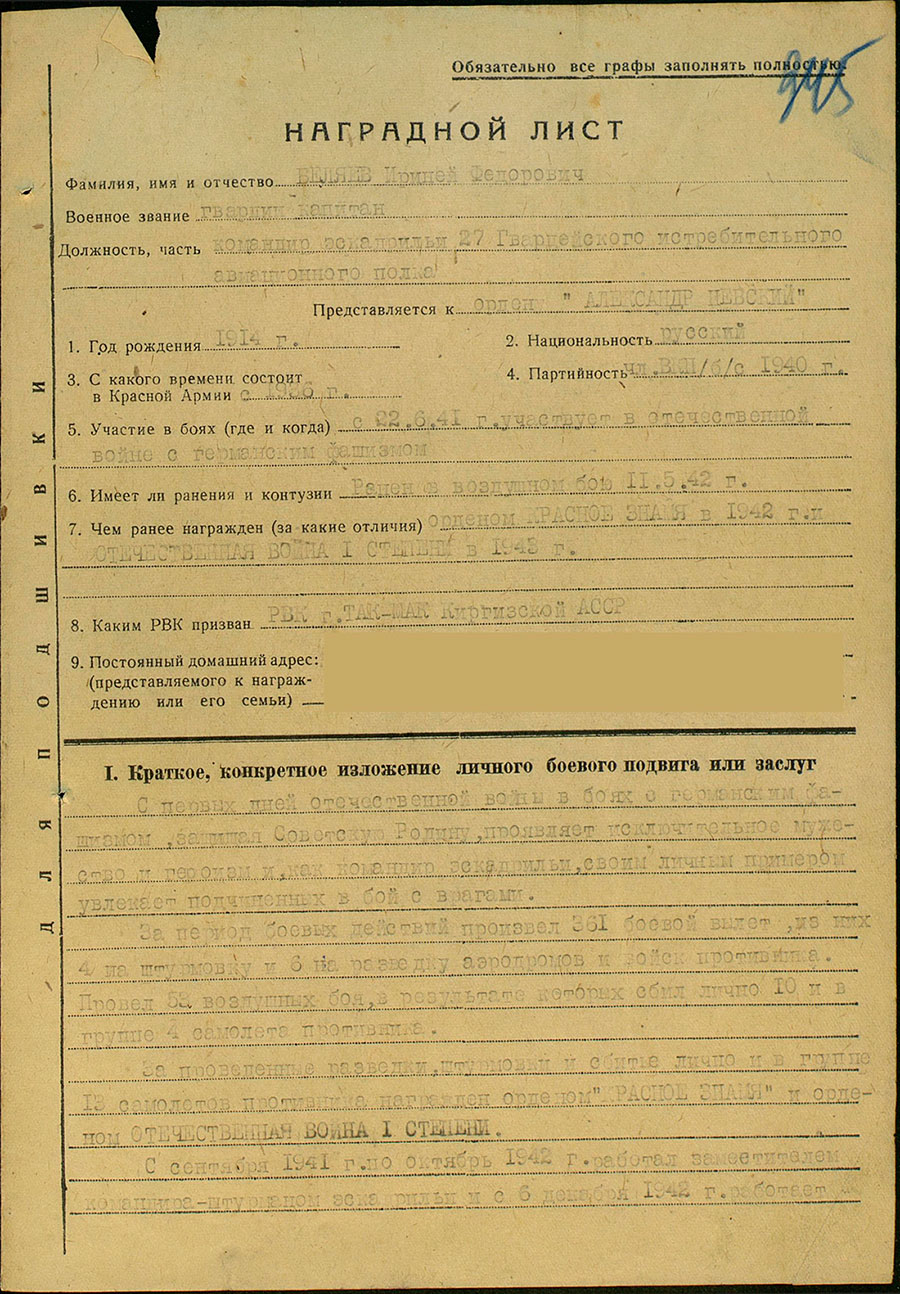 Обязательно все графы заполнять полностью.
945
НАГРАДНОЙ ЛИСТ
Фамилия, имя и отчество БЕЛЯЕВ Ириней Федорович
Военное звание гвардии капитан
Должность, часть командир эскадрильи 27 Гвардейского истребительного
авиационного полка
Представляется к ордену " АЛЕКСАНДР НЕВСКИЙ"
1. Год рождения 1914 г.
2. Национальность русский
3. С какого времени состоит
в Красной Армии с г.
4. Партийность чл.ВКП/б/с 1940 г.
5. Участие в боях (где и когда) с 22.6.41 г.участвует в отечественной
войне с германским фашизмом
6. Имеет ли ранения и контузии Ранен в воздушном бою II.5.42 г.
7. Чем ранее награжден (за какие отличия) орденом КРАСНОЕ ЗНАМЯ в 1942 г.и
ОТЕЧЕСТВЕННАЯ ВОЙНА I СТЕПЕНИ в 1943 г.
8. Каким РВК призван РВК г.ТАК-МАК Киргизской АССР
9. Постоянный домашний адрес:
(представляемого к награж-
дению или его семьи)
ДЛЯ ПОДШИВКИ
I. Краткое, конкретное изложение личного боевого подвига или заслуг
С первых дней отечественной войны в боях с германским фа-
шизмом ,защищая Советскую Родину,проявляет исключительное муже-
ство и героизм и,как командир эскадрильи,своим личным примером
увлекает подчиненных в бой с врагами.
За период боевых действий произвел 361 боевой вылет ,из них
4 на штурмовку и 6 на разведку аэродромов и войск противника.
Провел воздушных боя,в результате которых сбил лично 10 и в
группе 4 самолета противника.
За проведенные разведки,штурмовки и сбитые лично и в группе
13 самолетов противника награжден орденом"КРАСНОЕ ЗНАМЯ" и орде-
ном ОТЕЧЕСТВЕННАЯ ВОЙНА I СТЕПЕНИ.
С сентября 1941 г.по октябрь 1942 г.работал заместителем
командира-штурманом эскадрильи и с 6 декабря 1942 г.работает